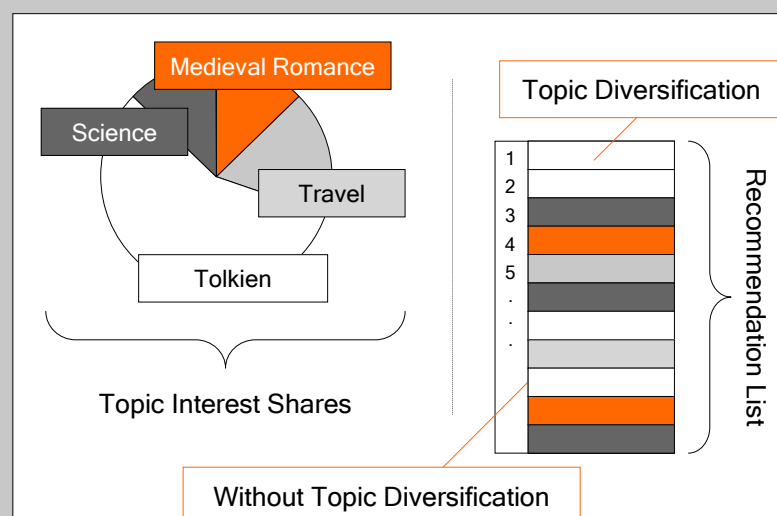 Medieval Romance
Science
Travel
Tolkien
Topic Interest Shares
Topic Diversification
1
2
3
4
5
.
.
.
Recommendation List
Without Topic Diversification